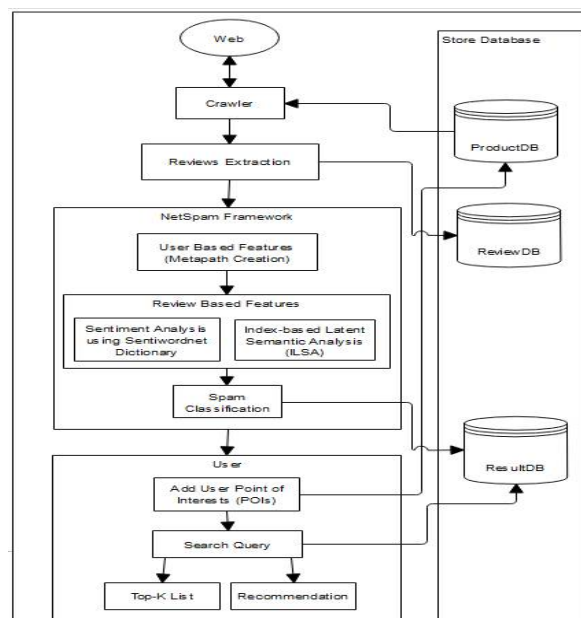 Web
Store Database
Crawler
ProductDB
Reviews Extraction
NetSpam Framework
ReviewDB
User Based Features
(Metapath Creation)
Review Based Features
Sentiment Analysis
using Sentiwordnet
Dictionary
Index-based Latent
Semantic Analysis
(ILSA)
Spam
Classification
ResultDB
User
Add User Point of
Interests (POIs)
Search Query
Top-K List
Recommendation